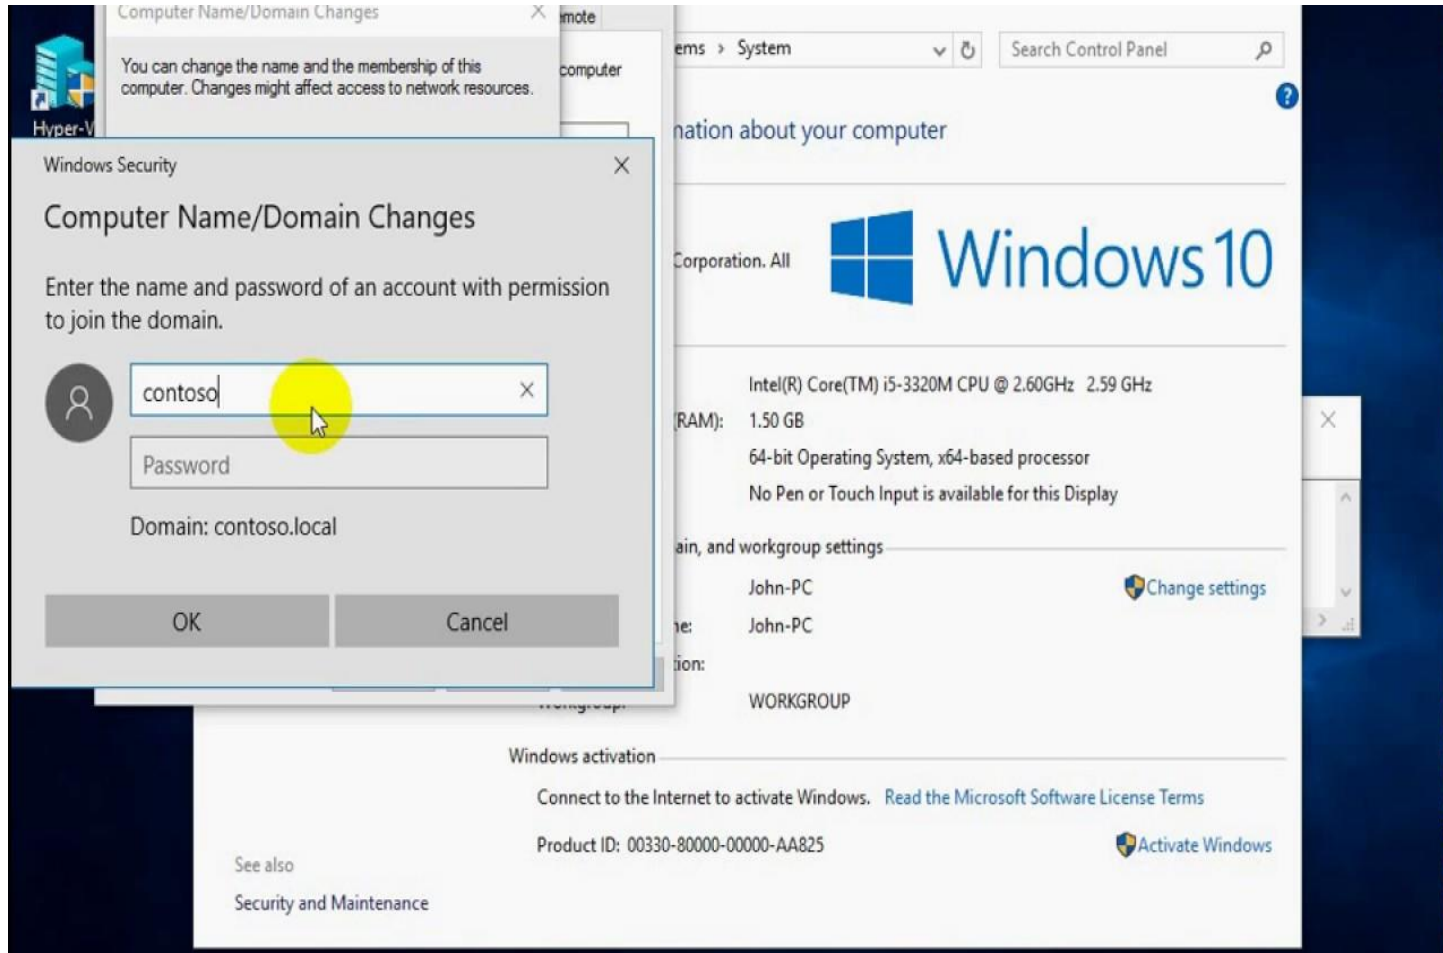 Computer Name/Domain Changes
You can change the name and the membership of this
computer. Changes might affect access to network resources.
Hyper-V
Windows Security
Computer Name/Domain Changes
Enter the name and password of an account with permission
to join the domain.
contoso
Password
Domain: contoso.local
OK
Cancel
emote
computer
ems › System
Search Control Panel
?
nation about your computer
Corporation. All
Windows 10
Intel(R) Core(TM) i5-3320M CPU @ 2.60GHz 2.59 GHz
(RAM): 1.50 GB
64-bit Operating System, x64-based processor
No Pen or Touch Input is available for this Display
ain, and workgroup settings
John-PC
Change settings
ne: John-PC
tion:
WORKGROUP
Windows activation
Connect to the Internet to activate Windows. Read the Microsoft Software License Terms
Product ID: 00330-80000-00000-AA825
Activate Windows
See also
Security and Maintenance